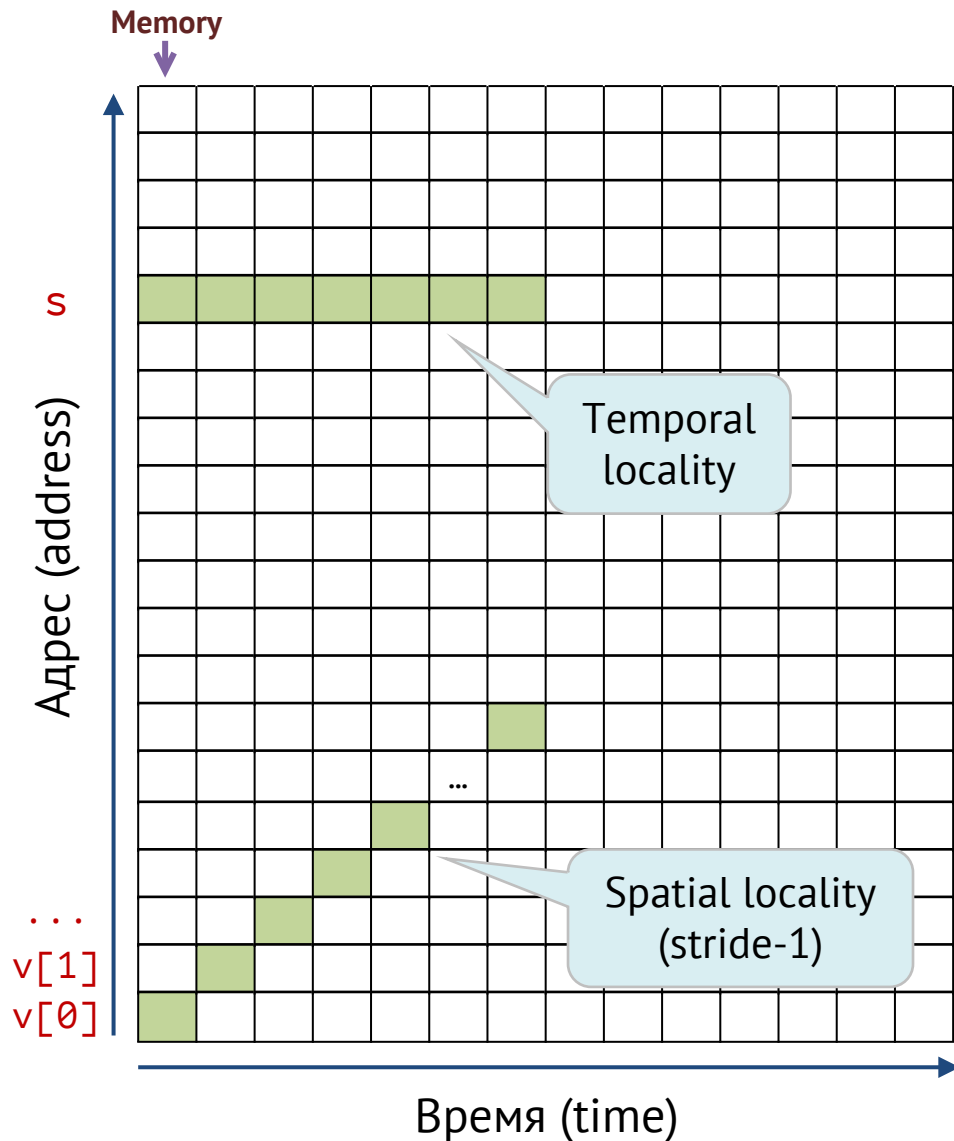 Memory
s
Temporal
locality
Адрес (address)
...
Spatial locality
(stride-1)
...
v[1]
v[0]
Время (time)